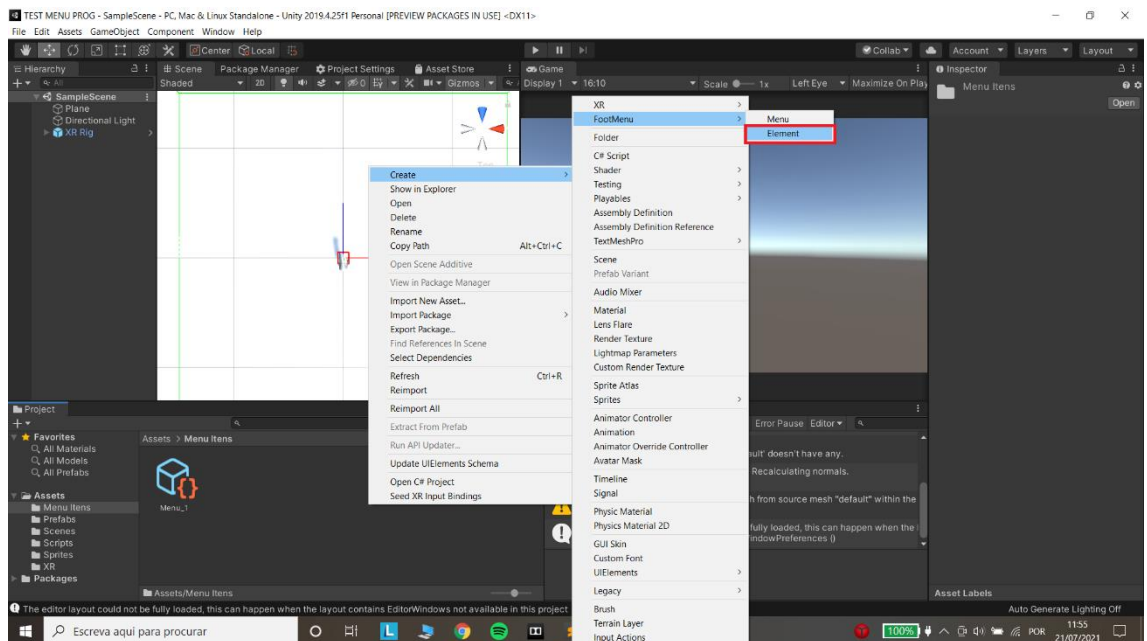 TEST MENU PROG - SampleScene - PC, Mac & Linux Standalone - Unity 2019.4.25f1 Personal [PREVIEW PACKAGES IN USE] <DX11>
File Edit Assets GameObject Component Window Help
Center Local
Collab Account Layers Layout
Hierarchy
All
SampleScene
Plane
Directional Light
XR Rig
Scene Package Manager Project Settings Asset Store
Shaded 2D 0 Gizmos
Game
Display 1 16:10 Scale 1x Left Eye Maximize On Play
Inspector
Menu Itens
Open
Create
Show in Explorer
Open
Delete
Rename
Copy Path Alt+Ctrl+C
Open Scene Additive
View in Package Manager
Import New Asset...
Import Package
Export Package...
Find References In Scene
Select Dependencies
Refresh Ctrl+R
Reimport
Reimport All
Extract From Prefab
Run API Updater...
Update UIElements Schema
Open C# Project
Seed XR Input Bindings
XR
FootMenu
Folder
C# Script
Shader
Testing
Playables
Assembly Definition
Assembly Definition Reference
TextMeshPro
Scene
Prefab Variant
Audio Mixer
Material
Lens Flare
Render Texture
Lightmap Parameters
Custom Render Texture
Sprite Atlas
Sprites
Animator Controller
Animation
Animator Override Controller
Avatar Mask
Timeline
Signal
Physic Material
Physics Material 2D
GUI Skin
Custom Font
UIElements
Legacy
Brush
Terrain Layer
Input Actions
Menu
Element
Project
Favorites
All Materials
All Models
All Prefabs
Assets
Menu Itens
Prefabs
Scenes
Scripts
Sprites
XR
Packages
Assets > Menu Itens
Menu_1
Assets/Menu Itens
Error Pause Editor
ault' doesn't have any.
Recalculating normals.
h from source mesh "default" within the
fully loaded, this can happen when the
indowPreferences ()
Asset Labels
The editor layout could not be fully loaded, this can happen when the layout contains EditorWindows not available in this project
Auto Generate Lighting Off
Escreva aqui para procurar
100%
POR
11:55
21/07/2021